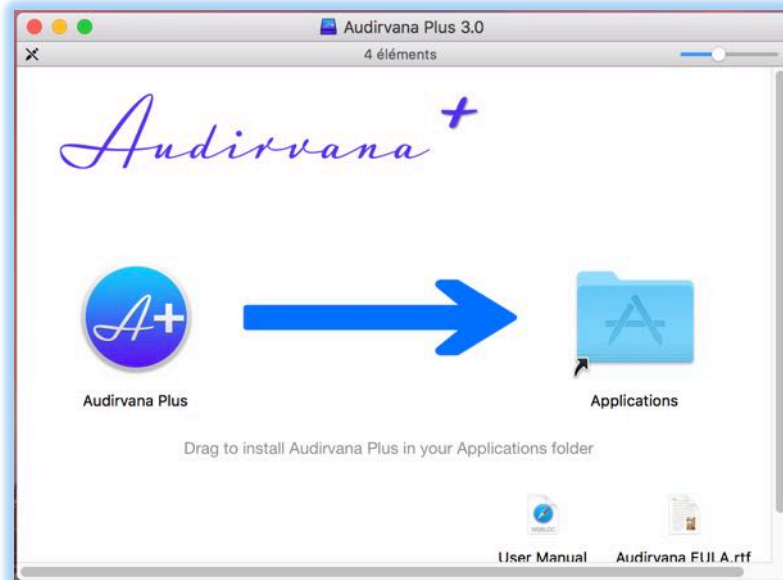 Audirvana Plus 3.0
4 éléments
Audirvana +
A+
Audirvana Plus
Applications
Drag to install Audirvana Plus in your Applications folder
WEBLOC
User Manual
Audirvana EULA.rtf